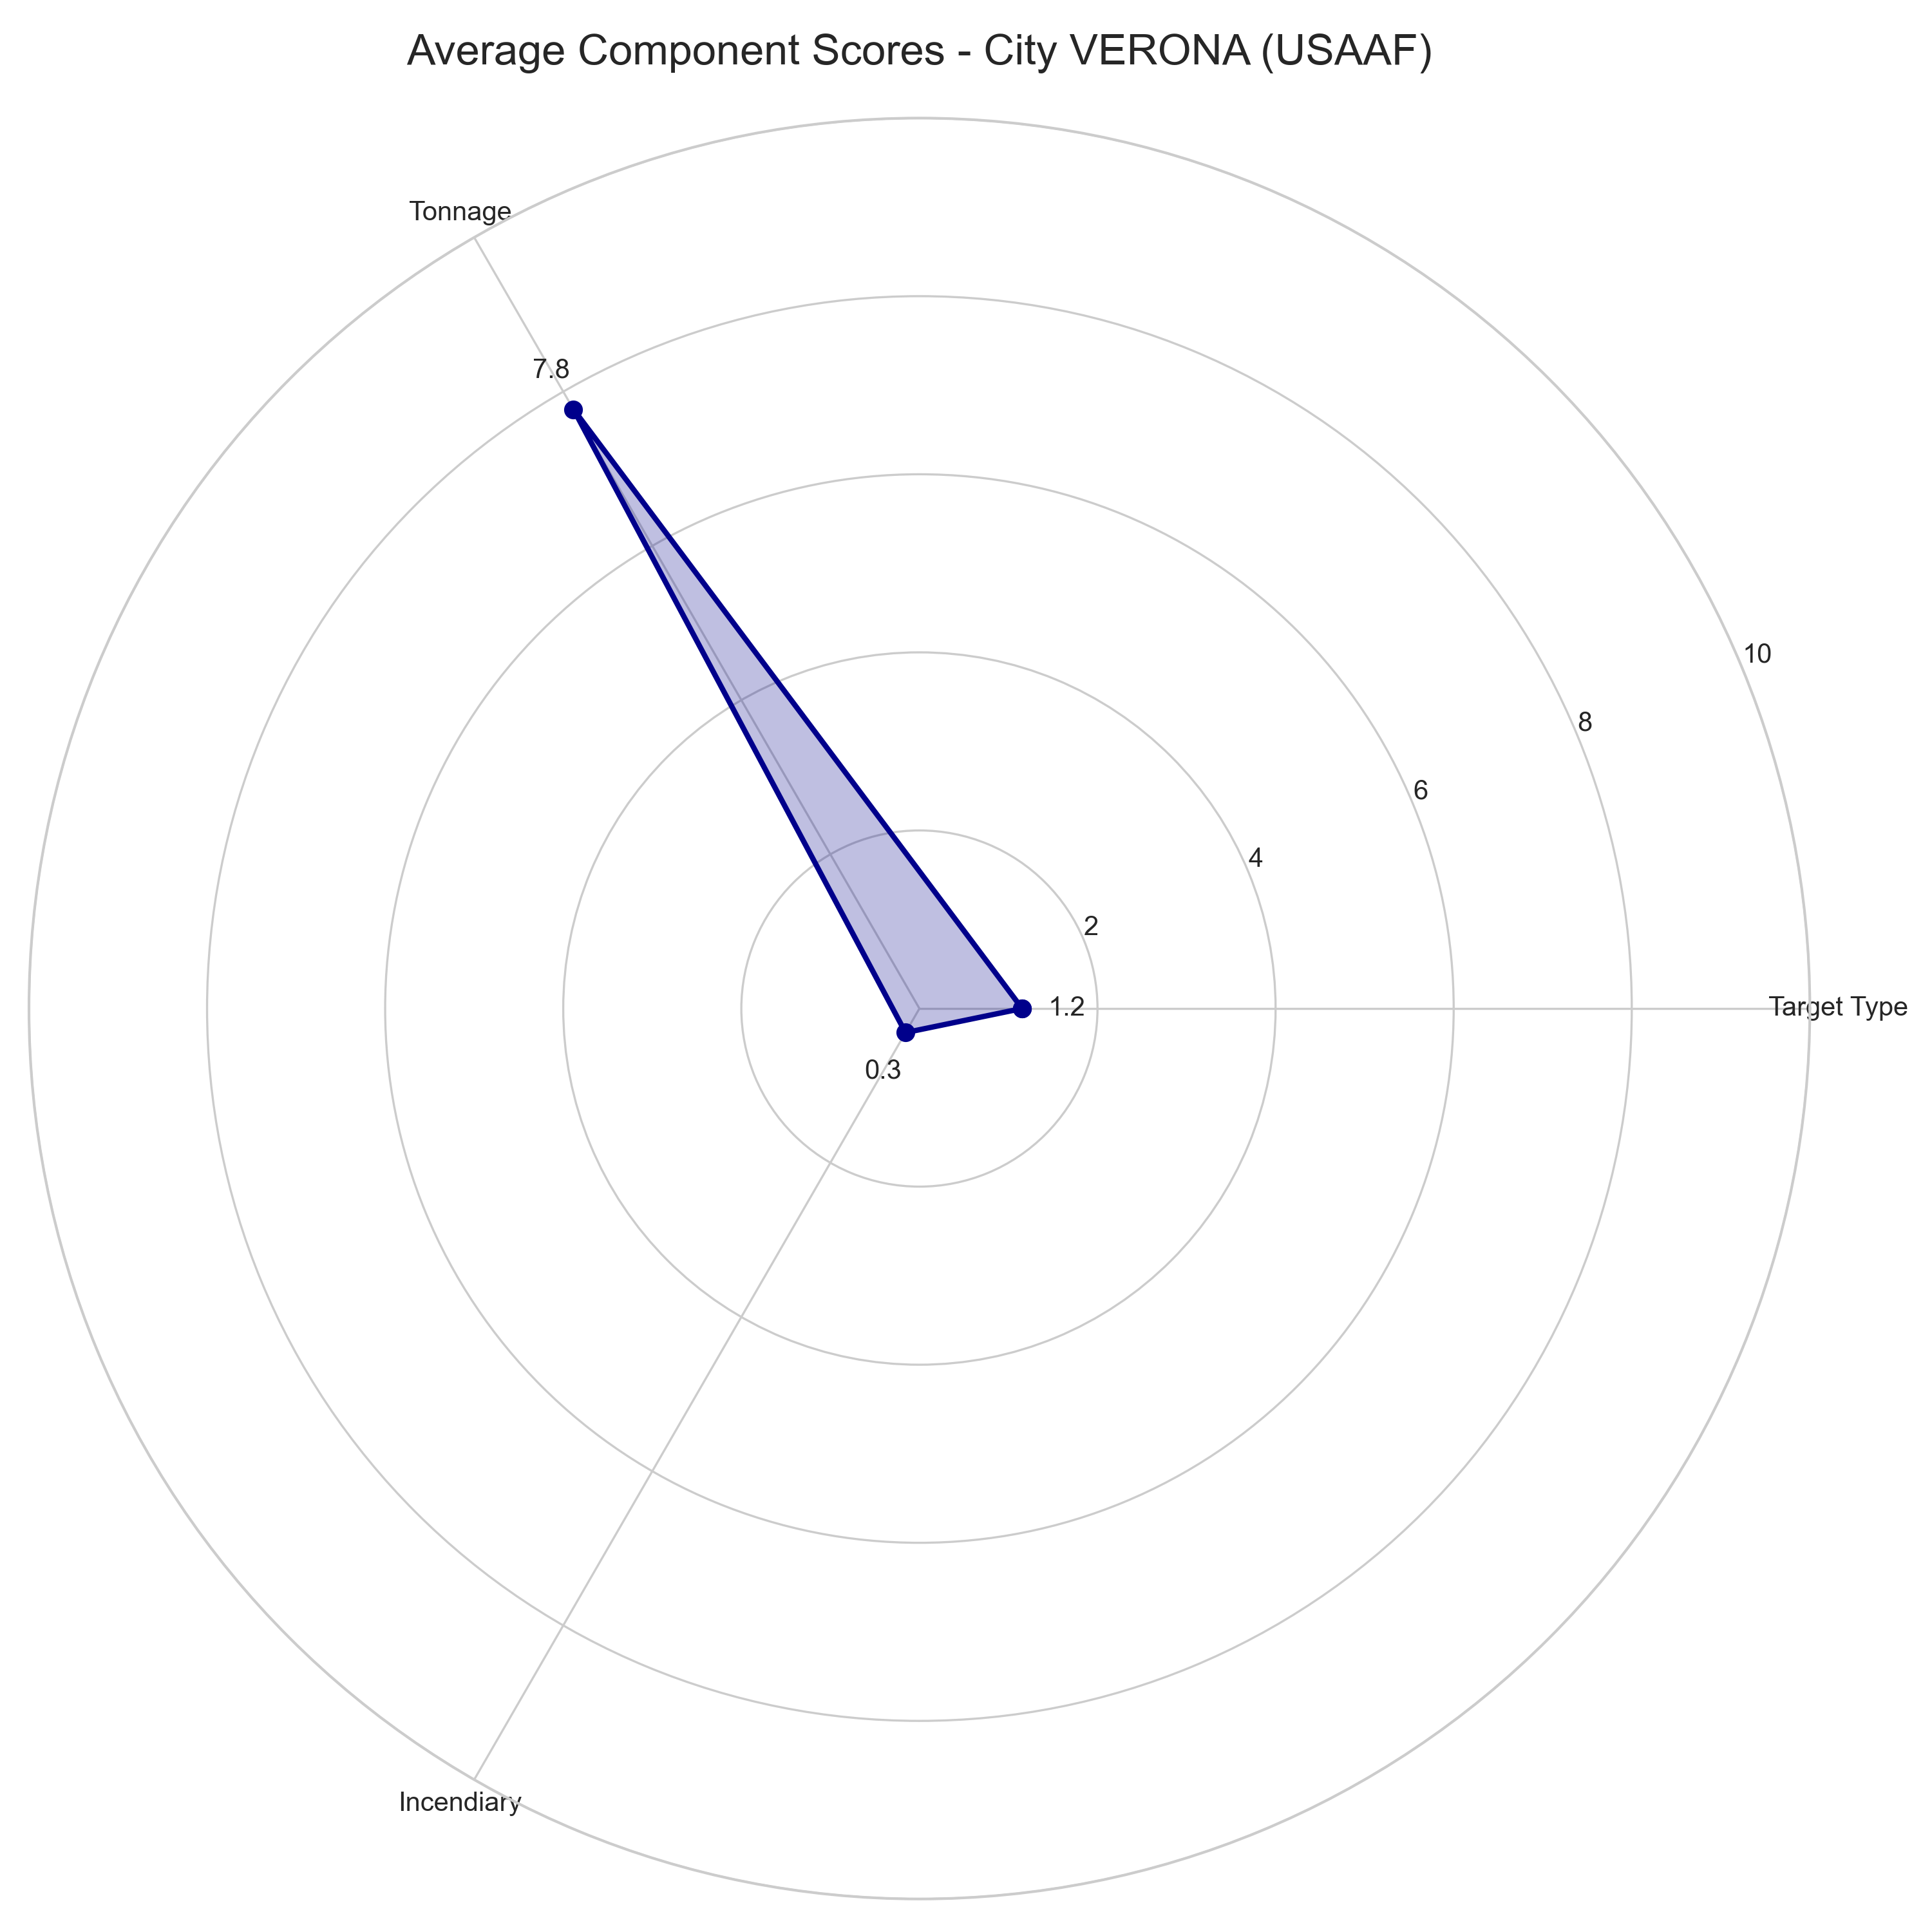 Average Component Scores - City VERONA (USAAF)
Tonnage
7.8
10
8
6
4
2
1.2
Target Type
0.3
Incendiary